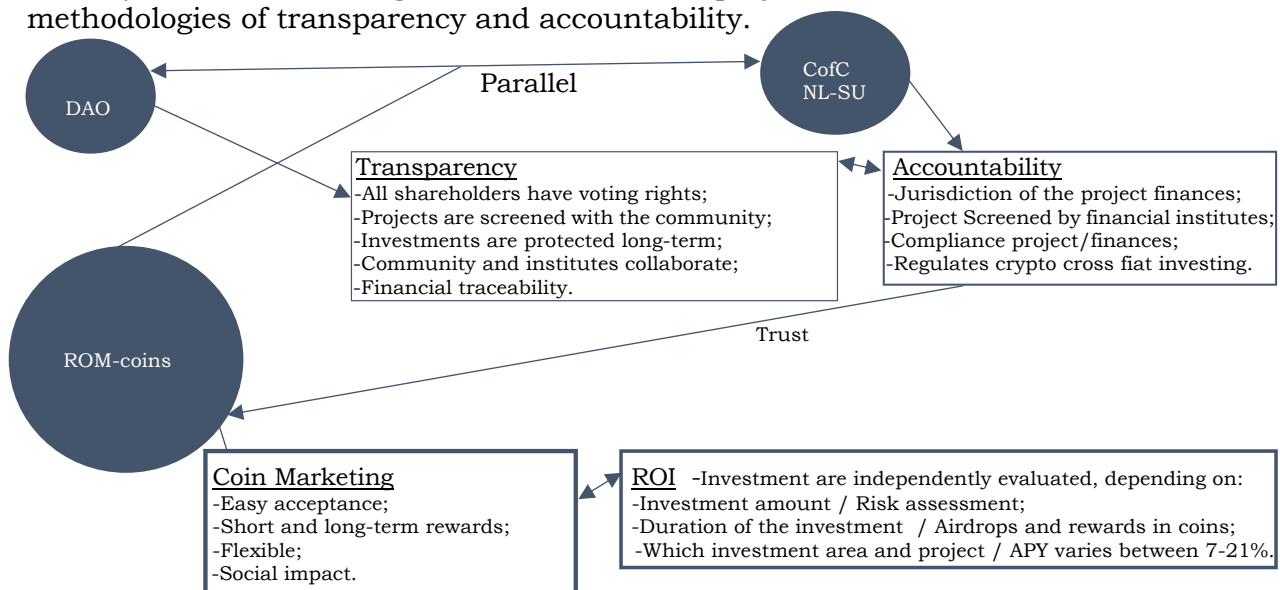 methodologies of transparency and accountability.
DAO
Parallel
CofC
NL-SU
Transparency
-All shareholders have voting rights;
-Projects are screened with the community;
-Investments are protected long-term;
-Community and institutes collaborate;
-Financial traceability.
Accountability
-Jurisdiction of the project finances;
-Project Screened by financial institutes;
-Compliance project/finances;
-Regulates crypto cross fiat investing.
Trust
ROM-coins
Coin Marketing
-Easy acceptance;
-Short and long-term rewards;
-Flexible;
-Social impact.
ROI -Investment are independently evaluated, depending on:
-Investment amount / Risk assessment;
-Duration of the investment / Airdrops and rewards in coins;
-Which investment area and project / APY varies between 7-21%.